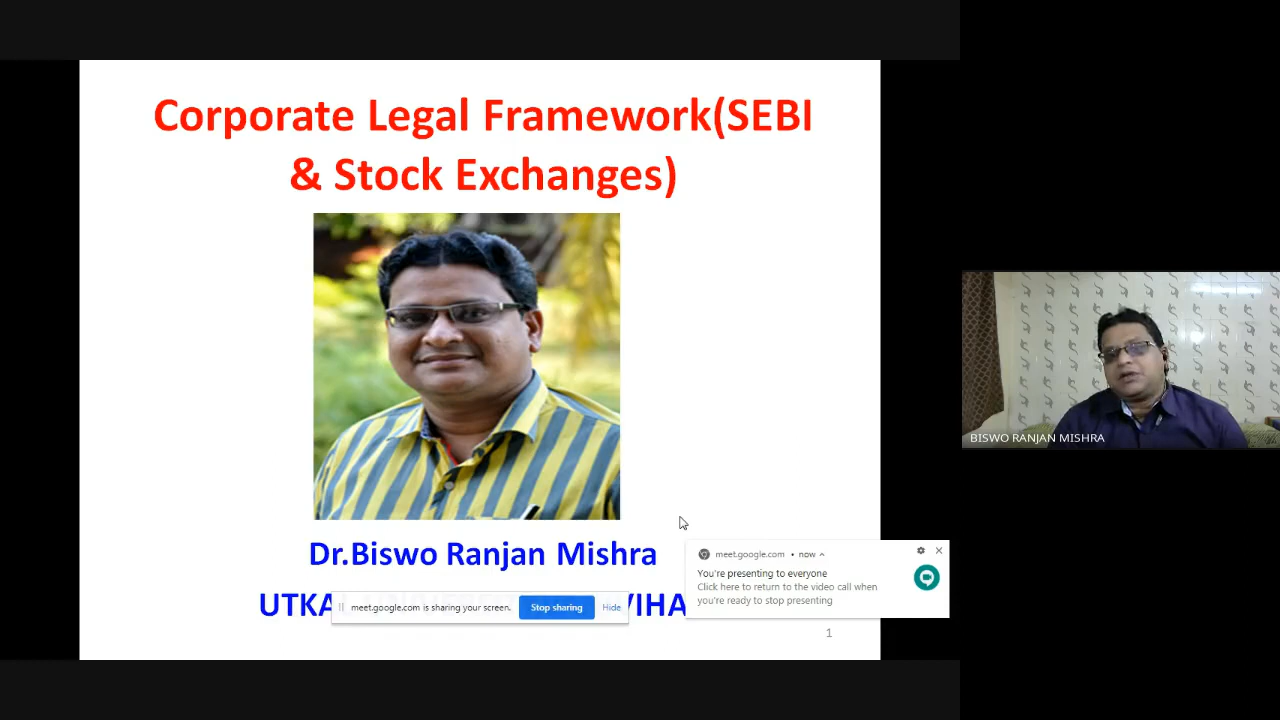 Corporate Legal Framework(SEBI
& Stock Exchanges)
Dr.Biswo Ranjan Mishra
meet.google.com is sharing your screen. Stop sharing Hide
1
meet.google.com • now
You're presenting to everyone
Click here to return to the video call when
you're ready to stop presenting
BISWO RANJAN MISHRA